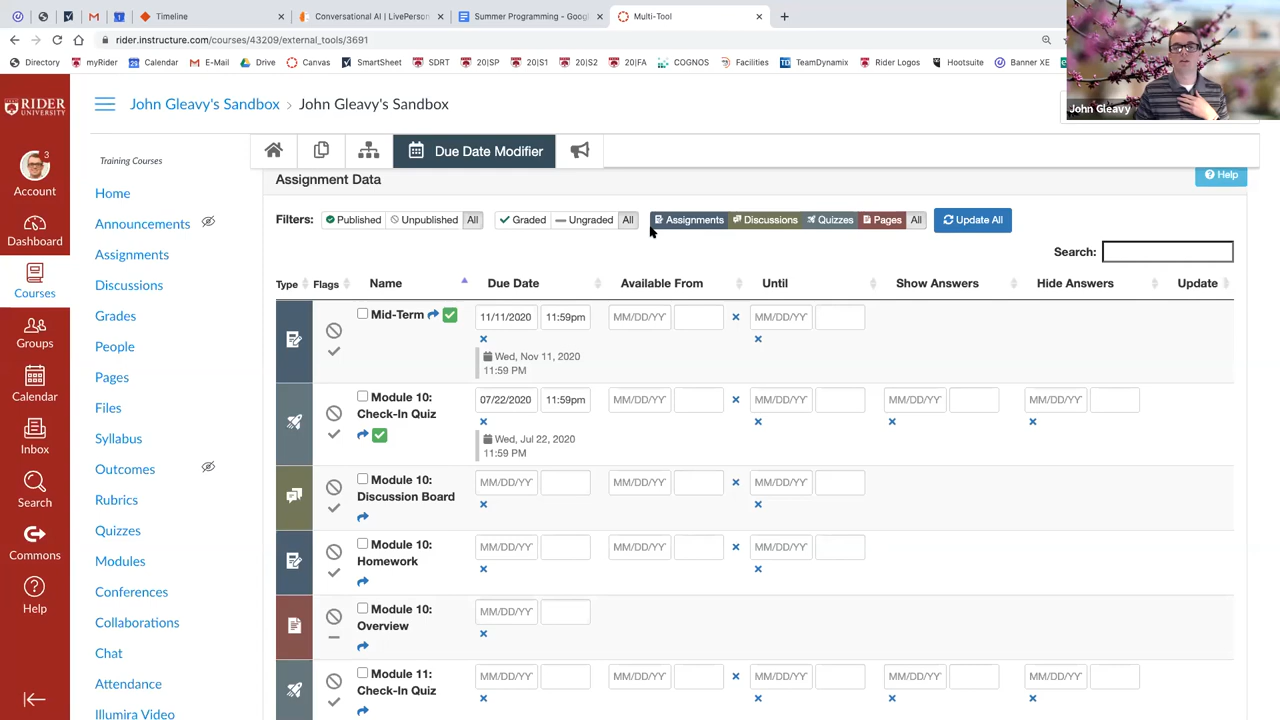 Timeline
Conversational AI | LivePerson
Summer Programming - Googl
Multi-Tool
rider.instructure.com/courses/43209/external_tools/3691
Directory
myRider
Calendar
E-Mail
Drive
Canvas
SmartSheet
SDRT
20|SP
20|S1
20|S2
20|FA
COGNOS
Facilities
TeamDynamix
Rider Logos
Hootsuite
Banner XE
John Gleavy
RIDER
UNIVERSITY
3
Account
Dashboard
Courses
Groups
Calendar
Inbox
Search
Commons
Help
John Gleavy's Sandbox > John Gleavy's Sandbox
Training Courses
Home
Announcements
Assignments
Discussions
Grades
People
Pages
Files
Syllabus
Outcomes
Rubrics
Quizzes
Modules
Conferences
Collaborations
Chat
Attendance
Illumira Video
Due Date Modifier
Assignment Data
Help
Filters: Published Unpublished All Graded Ungraded All Assignments Discussions Quizzes Pages All Update All
Search:
Type Flags Name Due Date Available From Until Show Answers Hide Answers Update
Mid-Term 11/11/2020 11:59pm MM/DD/YY MM/DD/YY
Wed, Nov 11, 2020
11:59 PM
Module 10: 07/22/2020 11:59pm MM/DD/YY MM/DD/YY MM/DD/YY MM/DD/YY
Check-In Quiz
Wed, Jul 22, 2020
11:59 PM
Module 10: MM/DD/YY MM/DD/YY MM/DD/YY
Discussion Board
Module 10: MM/DD/YY MM/DD/YY MM/DD/YY
Homework
Module 10: MM/DD/YY
Overview
Module 11: MM/DD/YY MM/DD/YY MM/DD/YY MM/DD/YY MM/DD/YY
Check-In Quiz